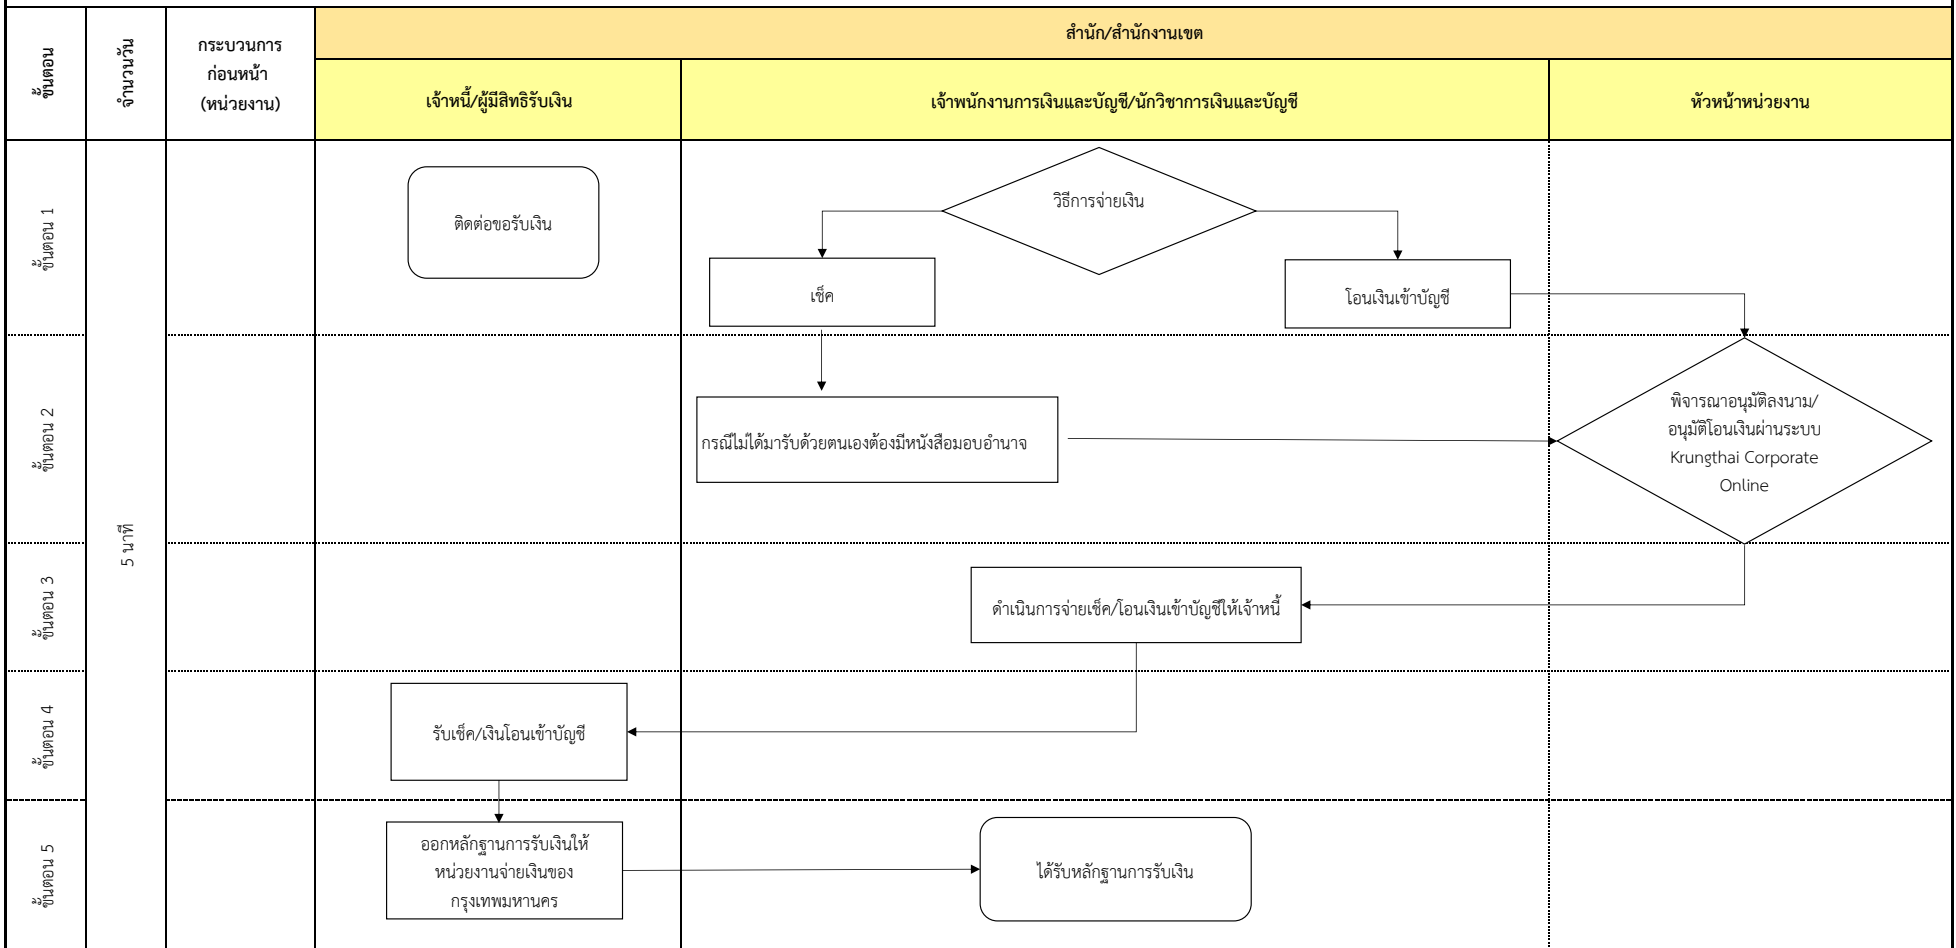 ขั้นตอน
จำนวนวัน
กระบวนการ
ก่อนหน้า
(หน่วยงาน)
สำนัก/สำนักงานเขต
เจ้าหนี้/ผู้มีสิทธิรับเงิน
เจ้าพนักงานการเงินและบัญชี/นักวิชาการเงินและบัญชี
หัวหน้าหน่วยงาน
ขั้นตอน 1
ติดต่อขอรับเงิน
วิธีการจ่ายเงิน
เช็ค
โอนเงินเข้าบัญชี
ขั้นตอน 2
กรณีไม่ได้มารับด้วยตนเองต้องมีหนังสือมอบอำนาจ
พิจารณาอนุมัติลงนาม/
อนุมัติโอนเงินผ่านระบบ
Krungthai Corporate
Online
5 นาที
ขั้นตอน 3
ดำเนินการจ่ายเช็ค/โอนเงินเข้าบัญชีให้เจ้าหนี้
ขั้นตอน 4
รับเช็ค/เงินโอนเข้าบัญชี
ขั้นตอน 5
ออกหลักฐานการรับเงินให้
หน่วยงานจ่ายเงินของ
กรุงเทพมหานคร
ได้รับหลักฐานการรับเงิน